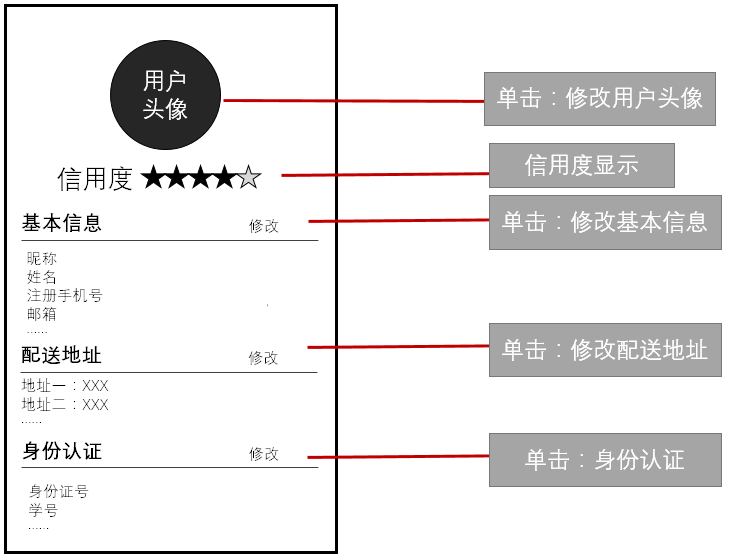 用户
头像
单击：修改用户头像
信用度 ★★★★☆
信用度显示
基本信息 修改
单击：修改基本信息
昵称
姓名
注册手机号
邮箱
......
配送地址 修改
单击：修改配送地址
地址一：XXX
地址二：XXX
......
身份认证 修改
单击：身份认证
身份证号
学号
......